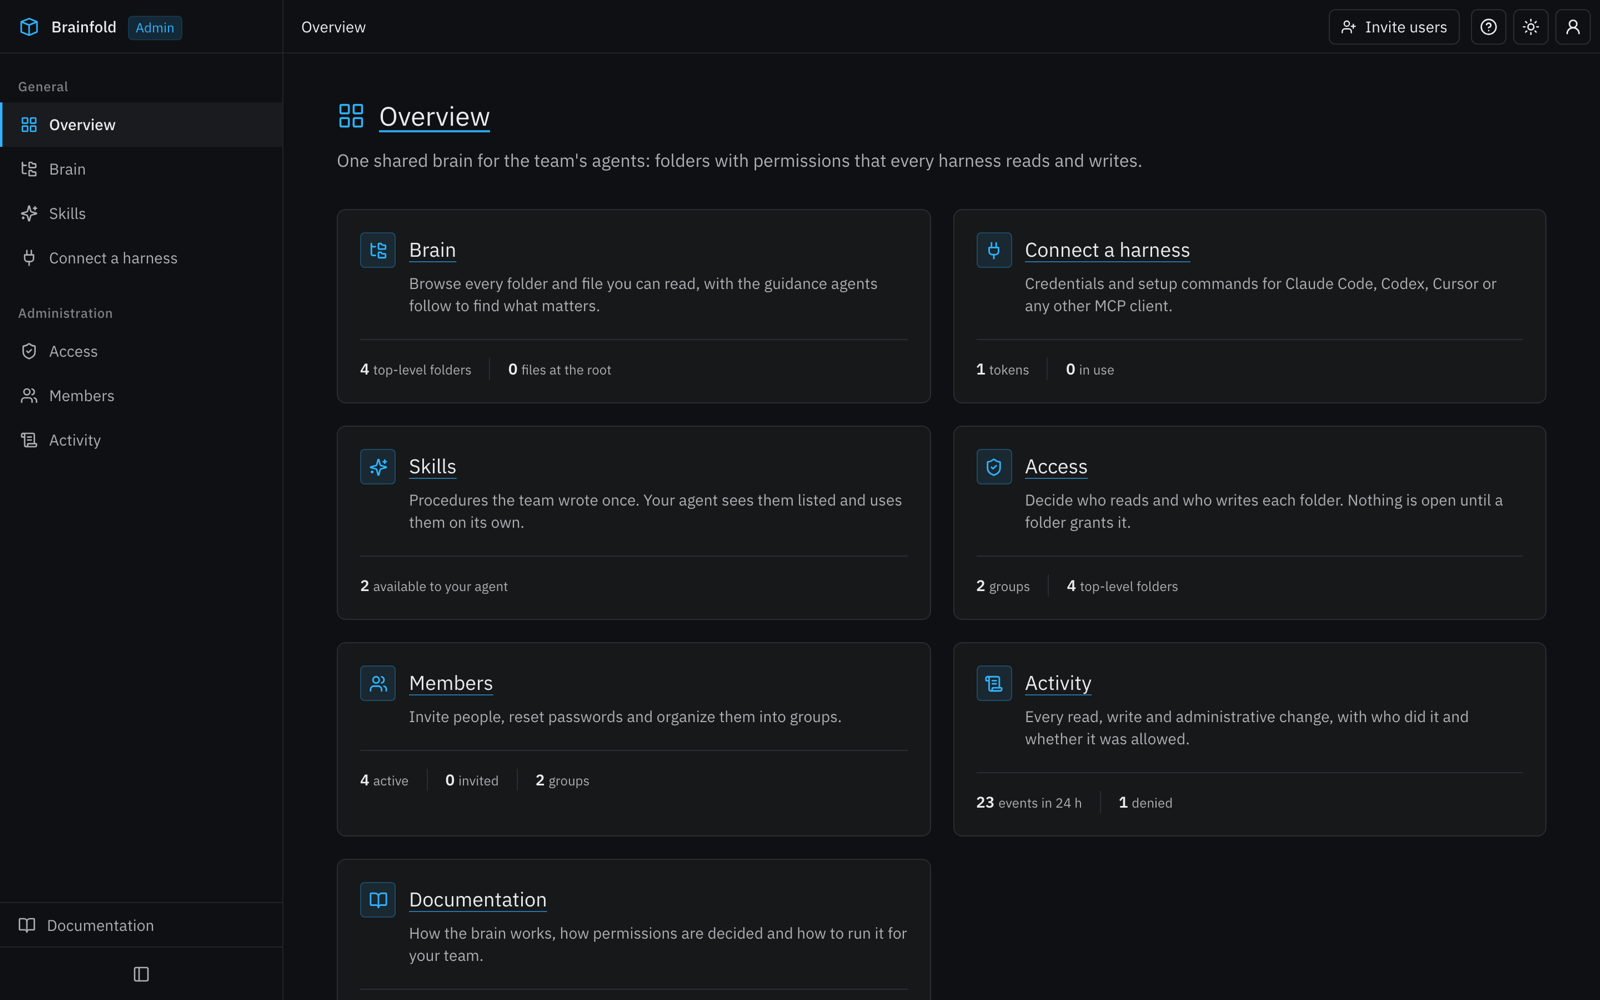 Brainfold Admin
Overview
Invite users
General
Overview
Brain
Skills
Connect a harness
Administration
Access
Members
Activity
Documentation
Overview
One shared brain for the team's agents: folders with permissions that every harness reads and writes.
Brain
Browse every folder and file you can read, with the guidance agents
follow to find what matters.
4 top-level folders
0 files at the root
Connect a harness
Credentials and setup commands for Claude Code, Codex, Cursor or
any other MCP client.
1 tokens
0 in use
Skills
Procedures the team wrote once. Your agent sees them listed and uses
them on its own.
2 available to your agent
Access
Decide who reads and who writes each folder. Nothing is open until a
folder grants it.
2 groups
4 top-level folders
Members
Invite people, reset passwords and organize them into groups.
4 active
0 invited
2 groups
Activity
Every read, write and administrative change, with who did it and
whether it was allowed.
23 events in 24 h
1 denied
Documentation
How the brain works, how permissions are decided and how to run it for
your team.